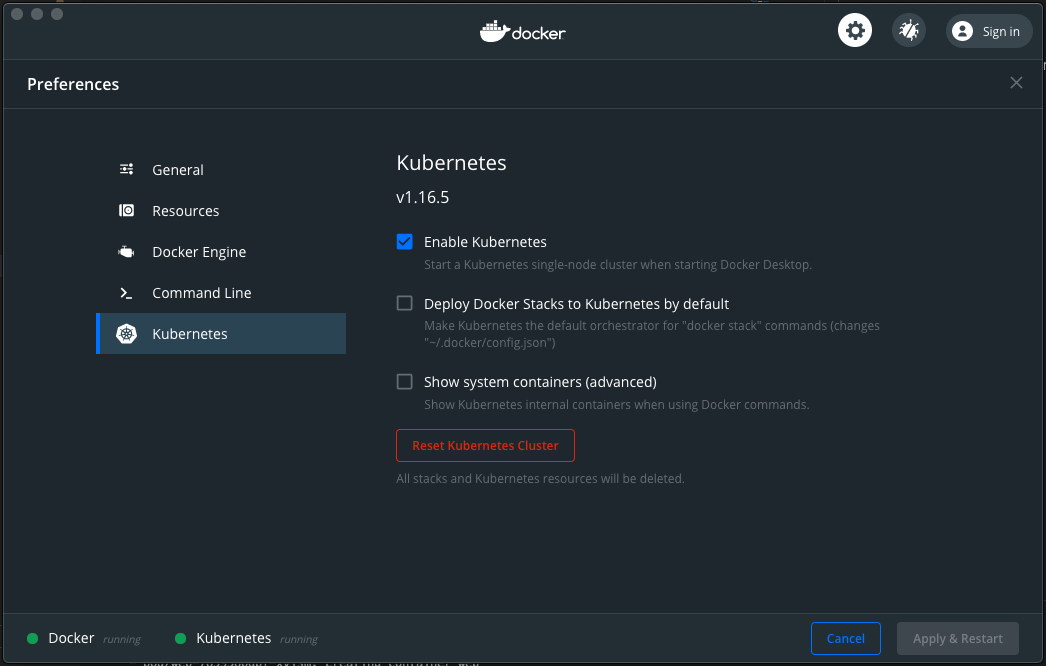 docker
Sign in
Preferences
General
Resources
Docker Engine
Command Line
Kubernetes
Kubernetes
v1.16.5
Enable Kubernetes
Start a Kubernetes single-node cluster when starting Docker Desktop.
Deploy Docker Stacks to Kubernetes by default
Make Kubernetes the default orchestrator for "docker stack" commands (changes
"~/.docker/config.json")
Show system containers (advanced)
Show Kubernetes internal containers when using Docker commands.
Reset Kubernetes Cluster
All stacks and Kubernetes resources will be deleted.
Docker running Kubernetes running
Cancel
Apply & Restart